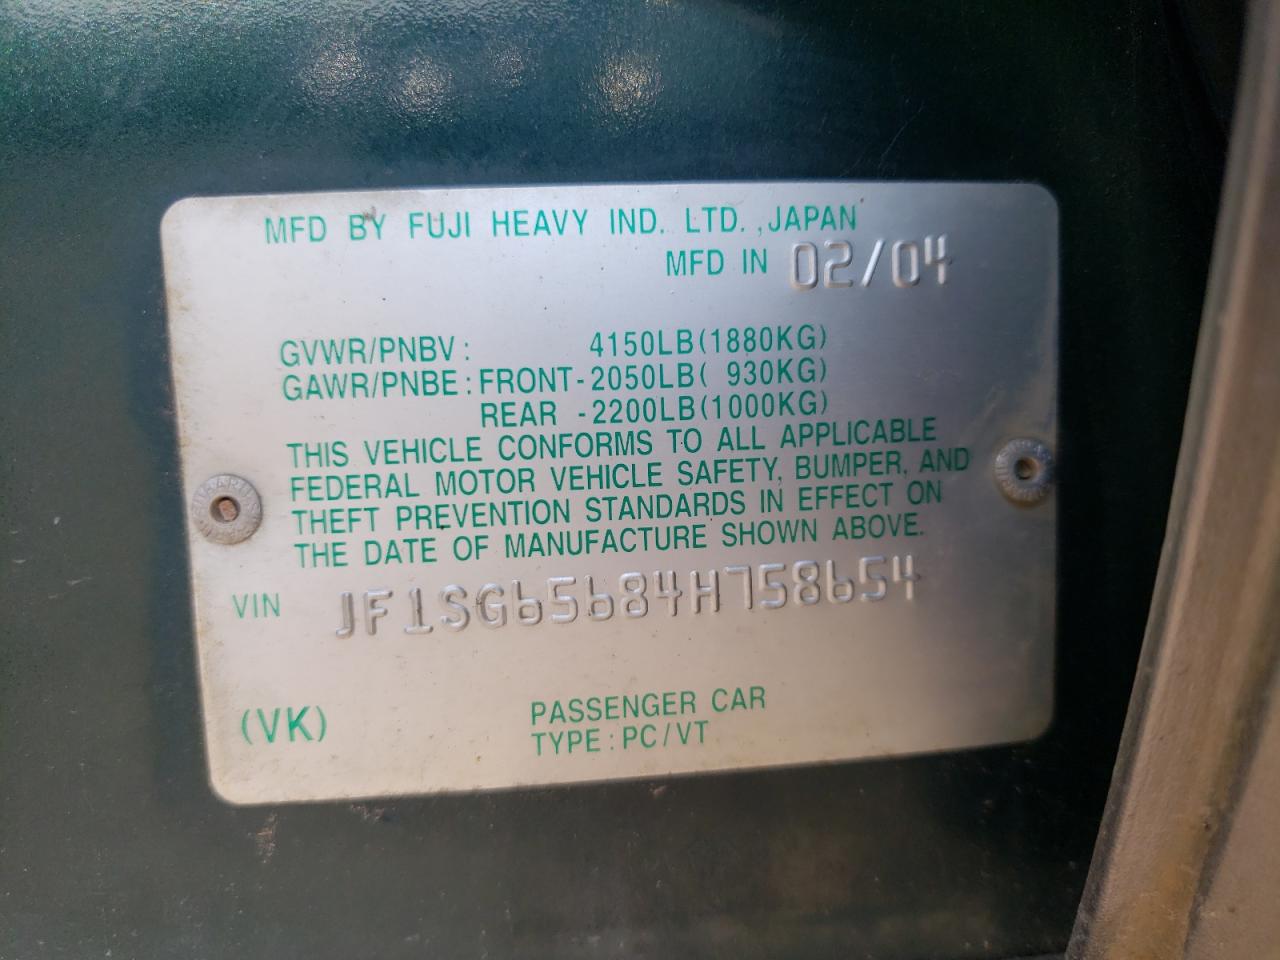 MFD BY FUJI HEAVY IND. LTD. ,JAPAN
MFD IN 02/04
GVWR/PNBV: 4150LB(1880KG)
GAWR/PNBE:FRONT-2050LB( 930KG)
REAR -2200LB(1000KG)
THIS VEHICLE CONFORMS TO ALL APPLICABLE
FEDERAL MOTOR VEHICLE SAFETY, BUMPER, AND
THEFT PREVENTION STANDARDS IN EFFECT ON
THE DATE OF MANUFACTURE SHOWN ABOVE.
VIN JF1SG65684H758654
(VK)
PASSENGER CAR
TYPE:PC/VT